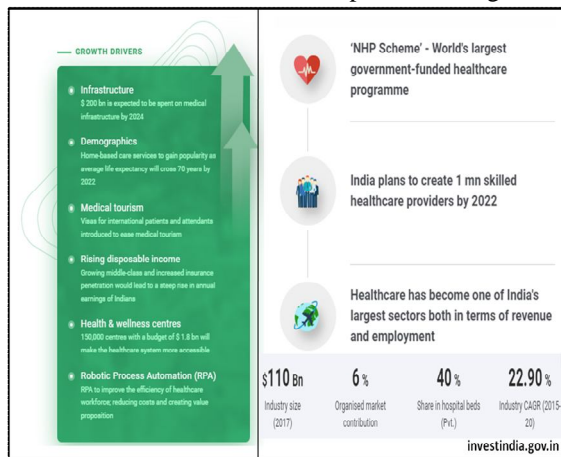 GROWTH DRIVERS
Infrastructure
$ 200 bn is expected to be spent on medical
infrastructure by 2024
Demographics
Home-based care services to gain popularity as
average life expectancy will cross 70 years by
2022
Medical tourism
Visas for international patients and attendants
introduced to ease medical tourism
Rising disposable income
Growing middle-class and increased insurance
penetration would lead to a steep rise in annual
earnings of Indians
Health & wellness centres
150,000 centres with a budget of $ 1.8 bn will
make the healthcare system more accessible
Robotic Process Automation (RPA)
RPA to improve the efficiency of healthcare
workforce; reducing costs and creating value
proposition
‘NHP Scheme’ - World's largest
government-funded healthcare
programme
India plans to create 1 mn skilled
healthcare providers by 2022
Healthcare has become one of India's
largest sectors both in terms of revenue
and employment
$110 Bn
Industry size
(2017)
6 %
Organised market
contribution
40 %
Share in hospital beds
(Pvt.)
22.90 %
Industry CAGR (2015-
20)
investindia.gov.in